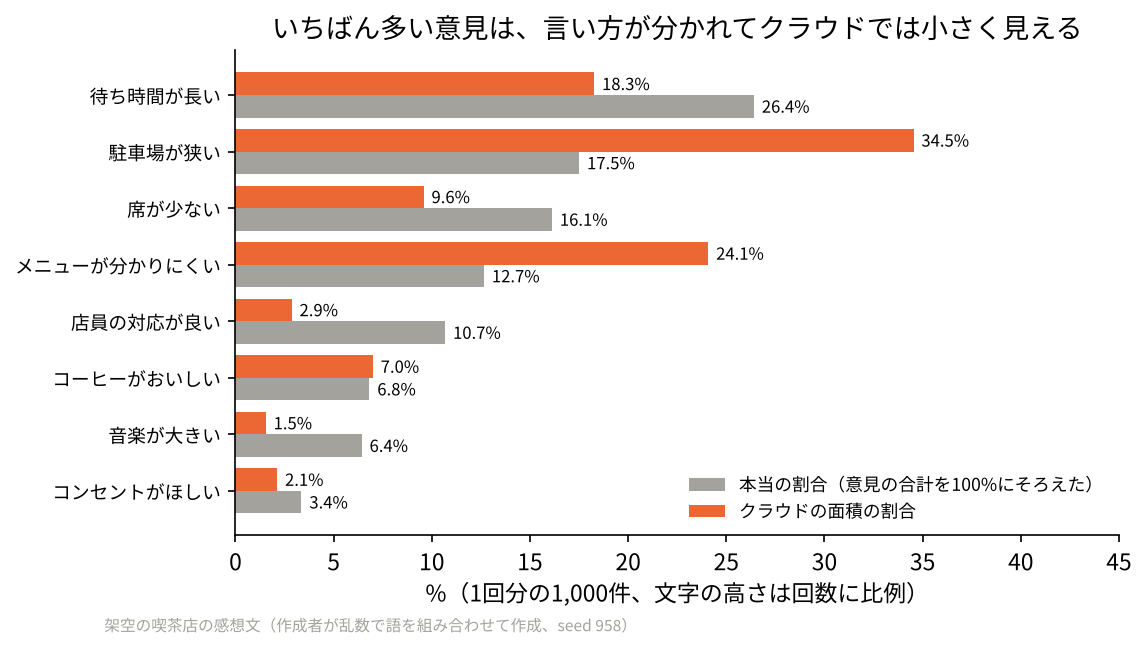 いちばん多い意見は、言い方が分かれてクラウドでは小さく見える
待ち時間が長い
18.3%
26.4%
駐車場が狭い
34.5%
17.5%
席が少ない
9.6%
16.1%
メニューが分かりにくい
24.1%
12.7%
店員の対応が良い
2.9%
10.7%
コーヒーがおいしい
7.0%
6.8%
音楽が大きい
1.5%
6.4%
コンセントがほしい
2.1%
3.4%
本当の割合（意見の合計を100%にそろえた）
クラウドの面積の割合
0 5 10 15 20 25 30 35 40 45
%（1回分の1,000件、文字の高さは回数に比例）
架空の喫茶店の感想文（作成者が乱数で語を組み合わせて作成、seed 958）